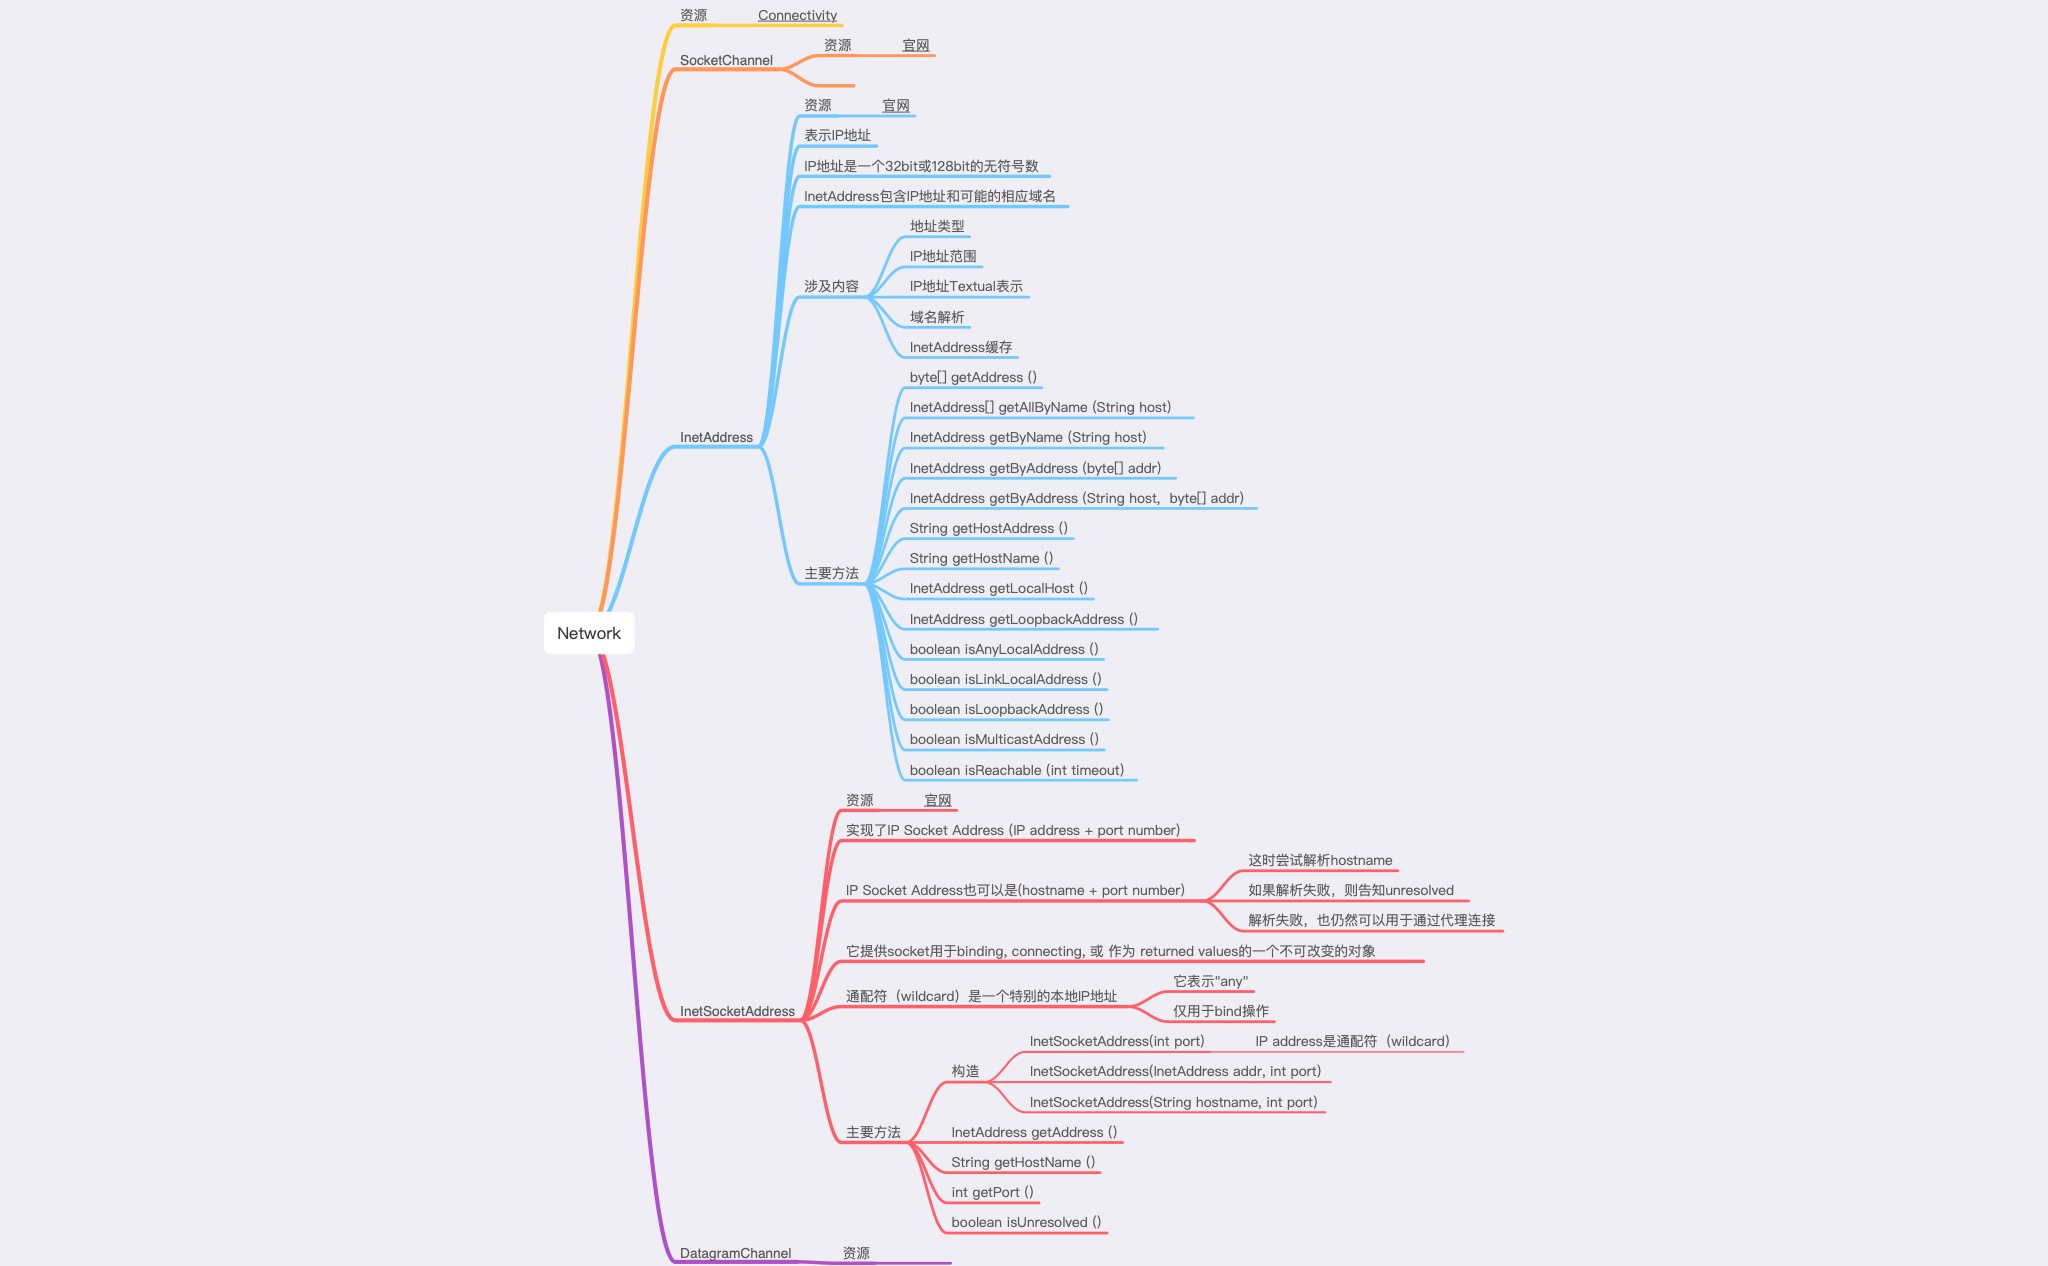 资源 Connectivity
SocketChannel
资源 官网
资源 官网
表示IP地址
IP地址是一个32bit或128bit的无符号数
InetAddress包含IP地址和可能的相应域名
涉及内容
地址类型
IP地址范围
IP地址Textual表示
域名解析
InetAddress缓存
InetAddress
主要方法
byte[] getAddress ()
InetAddress[] getAllByName (String host)
InetAddress getByName (String host)
InetAddress getByAddress (byte[] addr)
InetAddress getByAddress (String host，byte[] addr)
String getHostAddress ()
String getHostName ()
InetAddress getLocalHost ()
InetAddress getLoopbackAddress ()
boolean isAnyLocalAddress ()
boolean isLinkLocalAddress ()
boolean isLoopbackAddress ()
boolean isMulticastAddress ()
boolean isReachable (int timeout)
Network
资源 官网
实现了IP Socket Address (IP address + port number)
IP Socket Address也可以是(hostname + port number)
这时尝试解析hostname
如果解析失败，则告知unresolved
解析失败，也仍然可以用于通过代理连接
它提供socket用于binding, connecting, 或 作为 returned values的一个不可改变的对象
通配符（wildcard）是一个特别的本地IP地址
它表示"any"
仅用于bind操作
InetSocketAddress
主要方法
构造
InetSocketAddress(int port) IP address是通配符（wildcard）
InetSocketAddress(InetAddress addr, int port)
InetSocketAddress(String hostname, int port)
InetAddress getAddress ()
String getHostName ()
int getPort ()
boolean isUnresolved ()
DatagramChannel 资源